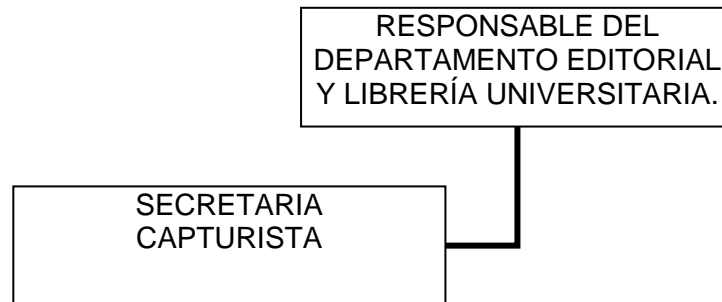 RESPONSABLE DEL
DEPARTAMENTO EDITORIAL
Y LIBRERÍA UNIVERSITARIA.
SECRETARIA
CAPTURISTA